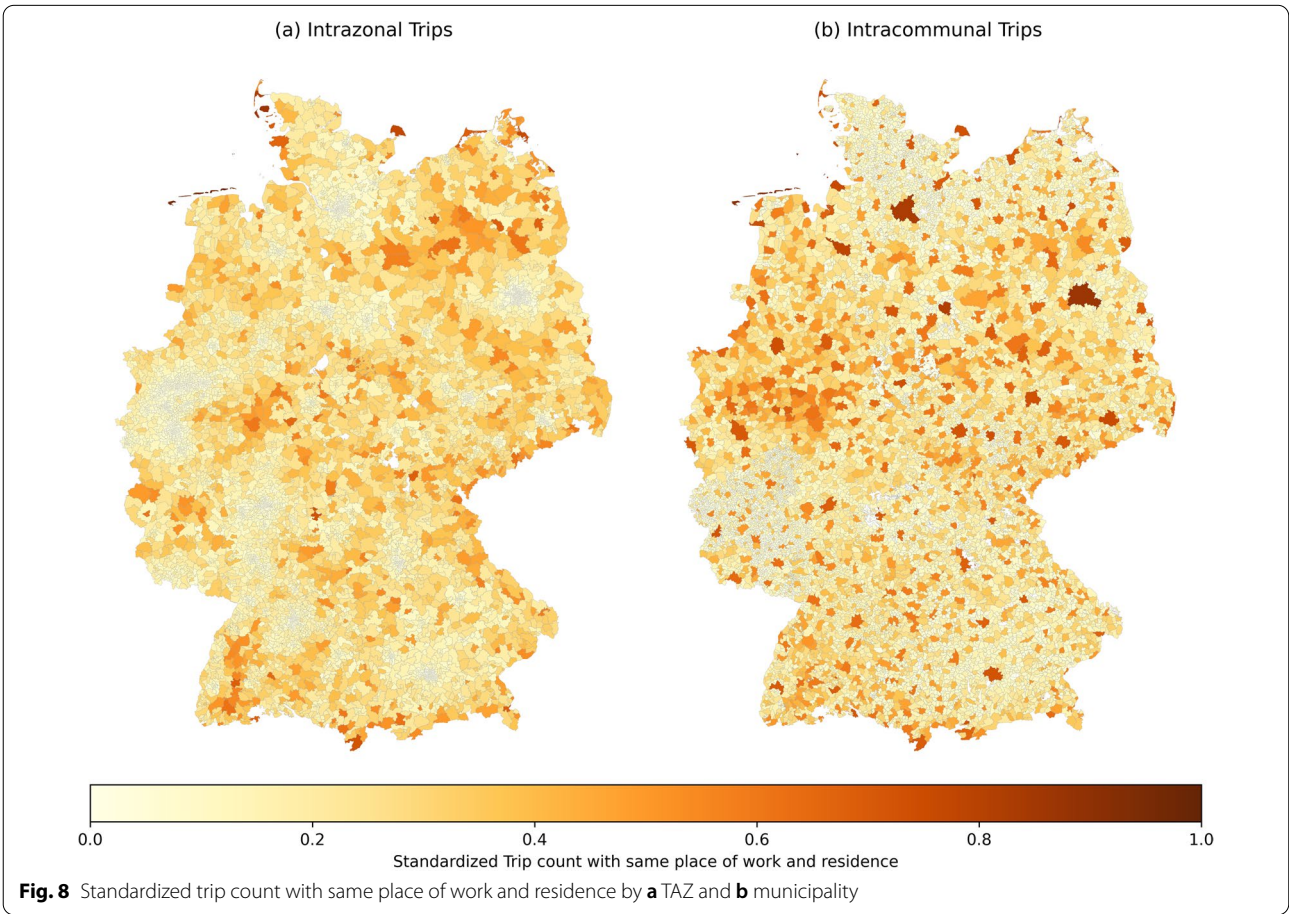 (a) Intrazonal Trips
(b) Intracommunal Trips
0.0 0.2 0.4 0.6 0.8 1.0
Standardized Trip count with same place of work and residence
Fig. 8 Standardized trip count with same place of work and residence by a TAZ and b municipality